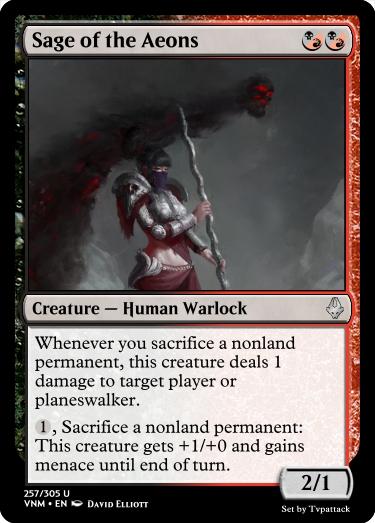 Sage of the Aeons
Creature — Human Warlock
Whenever you sacrifice a nonland
permanent, this creature deals 1
damage to target player or
planeswalker.
1, Sacrifice a nonland permanent:
This creature gets +1/+0 and gains
menace until end of turn.
2/1
257/305 U
VNM • EN DAVID ELLIOTT
Set by Tvpattack